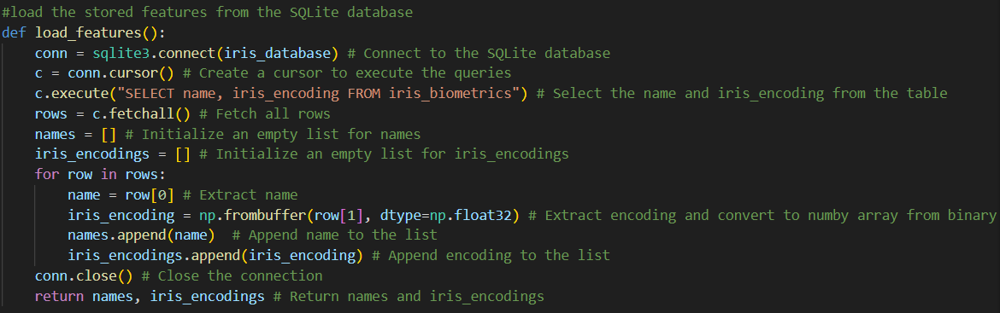 #load the stored features from the SQLite database
def load_features():
    conn = sqlite3.connect(iris_database) # Connect to the SQLite database
    c = conn.cursor() # Create a cursor to execute the queries
    c.execute("SELECT name, iris_encoding FROM iris_biometrics") # Select the name and iris_encoding from the table
    rows = c.fetchall() # Fetch all rows
    names = [] # Initialize an empty list for names
    iris_encodings = [] # Initialize an empty list for iris_encodings
    for row in rows:
        name = row[0] # Extract name
        iris_encoding = np.frombuffer(row[1], dtype=np.float32) # Extract encoding and convert to numby array from binary
        names.append(name)  # Append name to the list
        iris_encodings.append(iris_encoding) # Append encoding to the list
    conn.close() # Close the connection
    return names, iris_encodings # Return names and iris_encodings